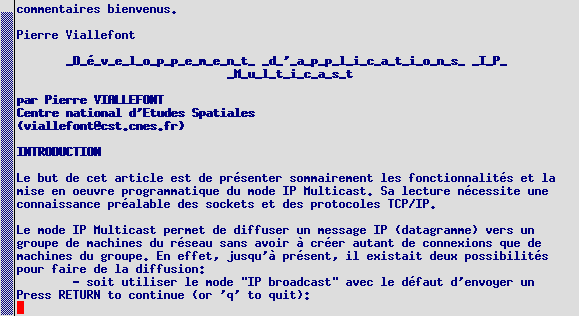 commentaires bienvenus.
Pierre Viallefont
_D_é_v_e_l_o_p_p_e_m_e_n_t_ _d_'_a_p_p_l_i_c_a_t_i_o_n_s_ _I_P_
_M_u_l_t_i_c_a_s_t
par Pierre VIALLEFONT
Centre national d'Etudes Spatiales
(viallefont@cst.cnes.fr)
INTRODUCTION
Le but de cet article est de présenter sommairement les fonctionnalités et la
mise en oeuvre programmatique du mode IP Multicast. Sa lecture nécessite une
connaissance préalable des sockets et des protocoles TCP/IP.
Le mode IP Multicast permet de diffuser un message IP (datagramme) vers un
groupe de machines du réseau sans avoir à créer autant de connexions que de
machines du groupe. En effet, jusqu'à présent, il existait deux possibilités
pour faire de la diffusion:
- soit utiliser le mode "IP broadcast" avec le défaut d'envoyer un
Press RETURN to continue (or 'q' to quit):